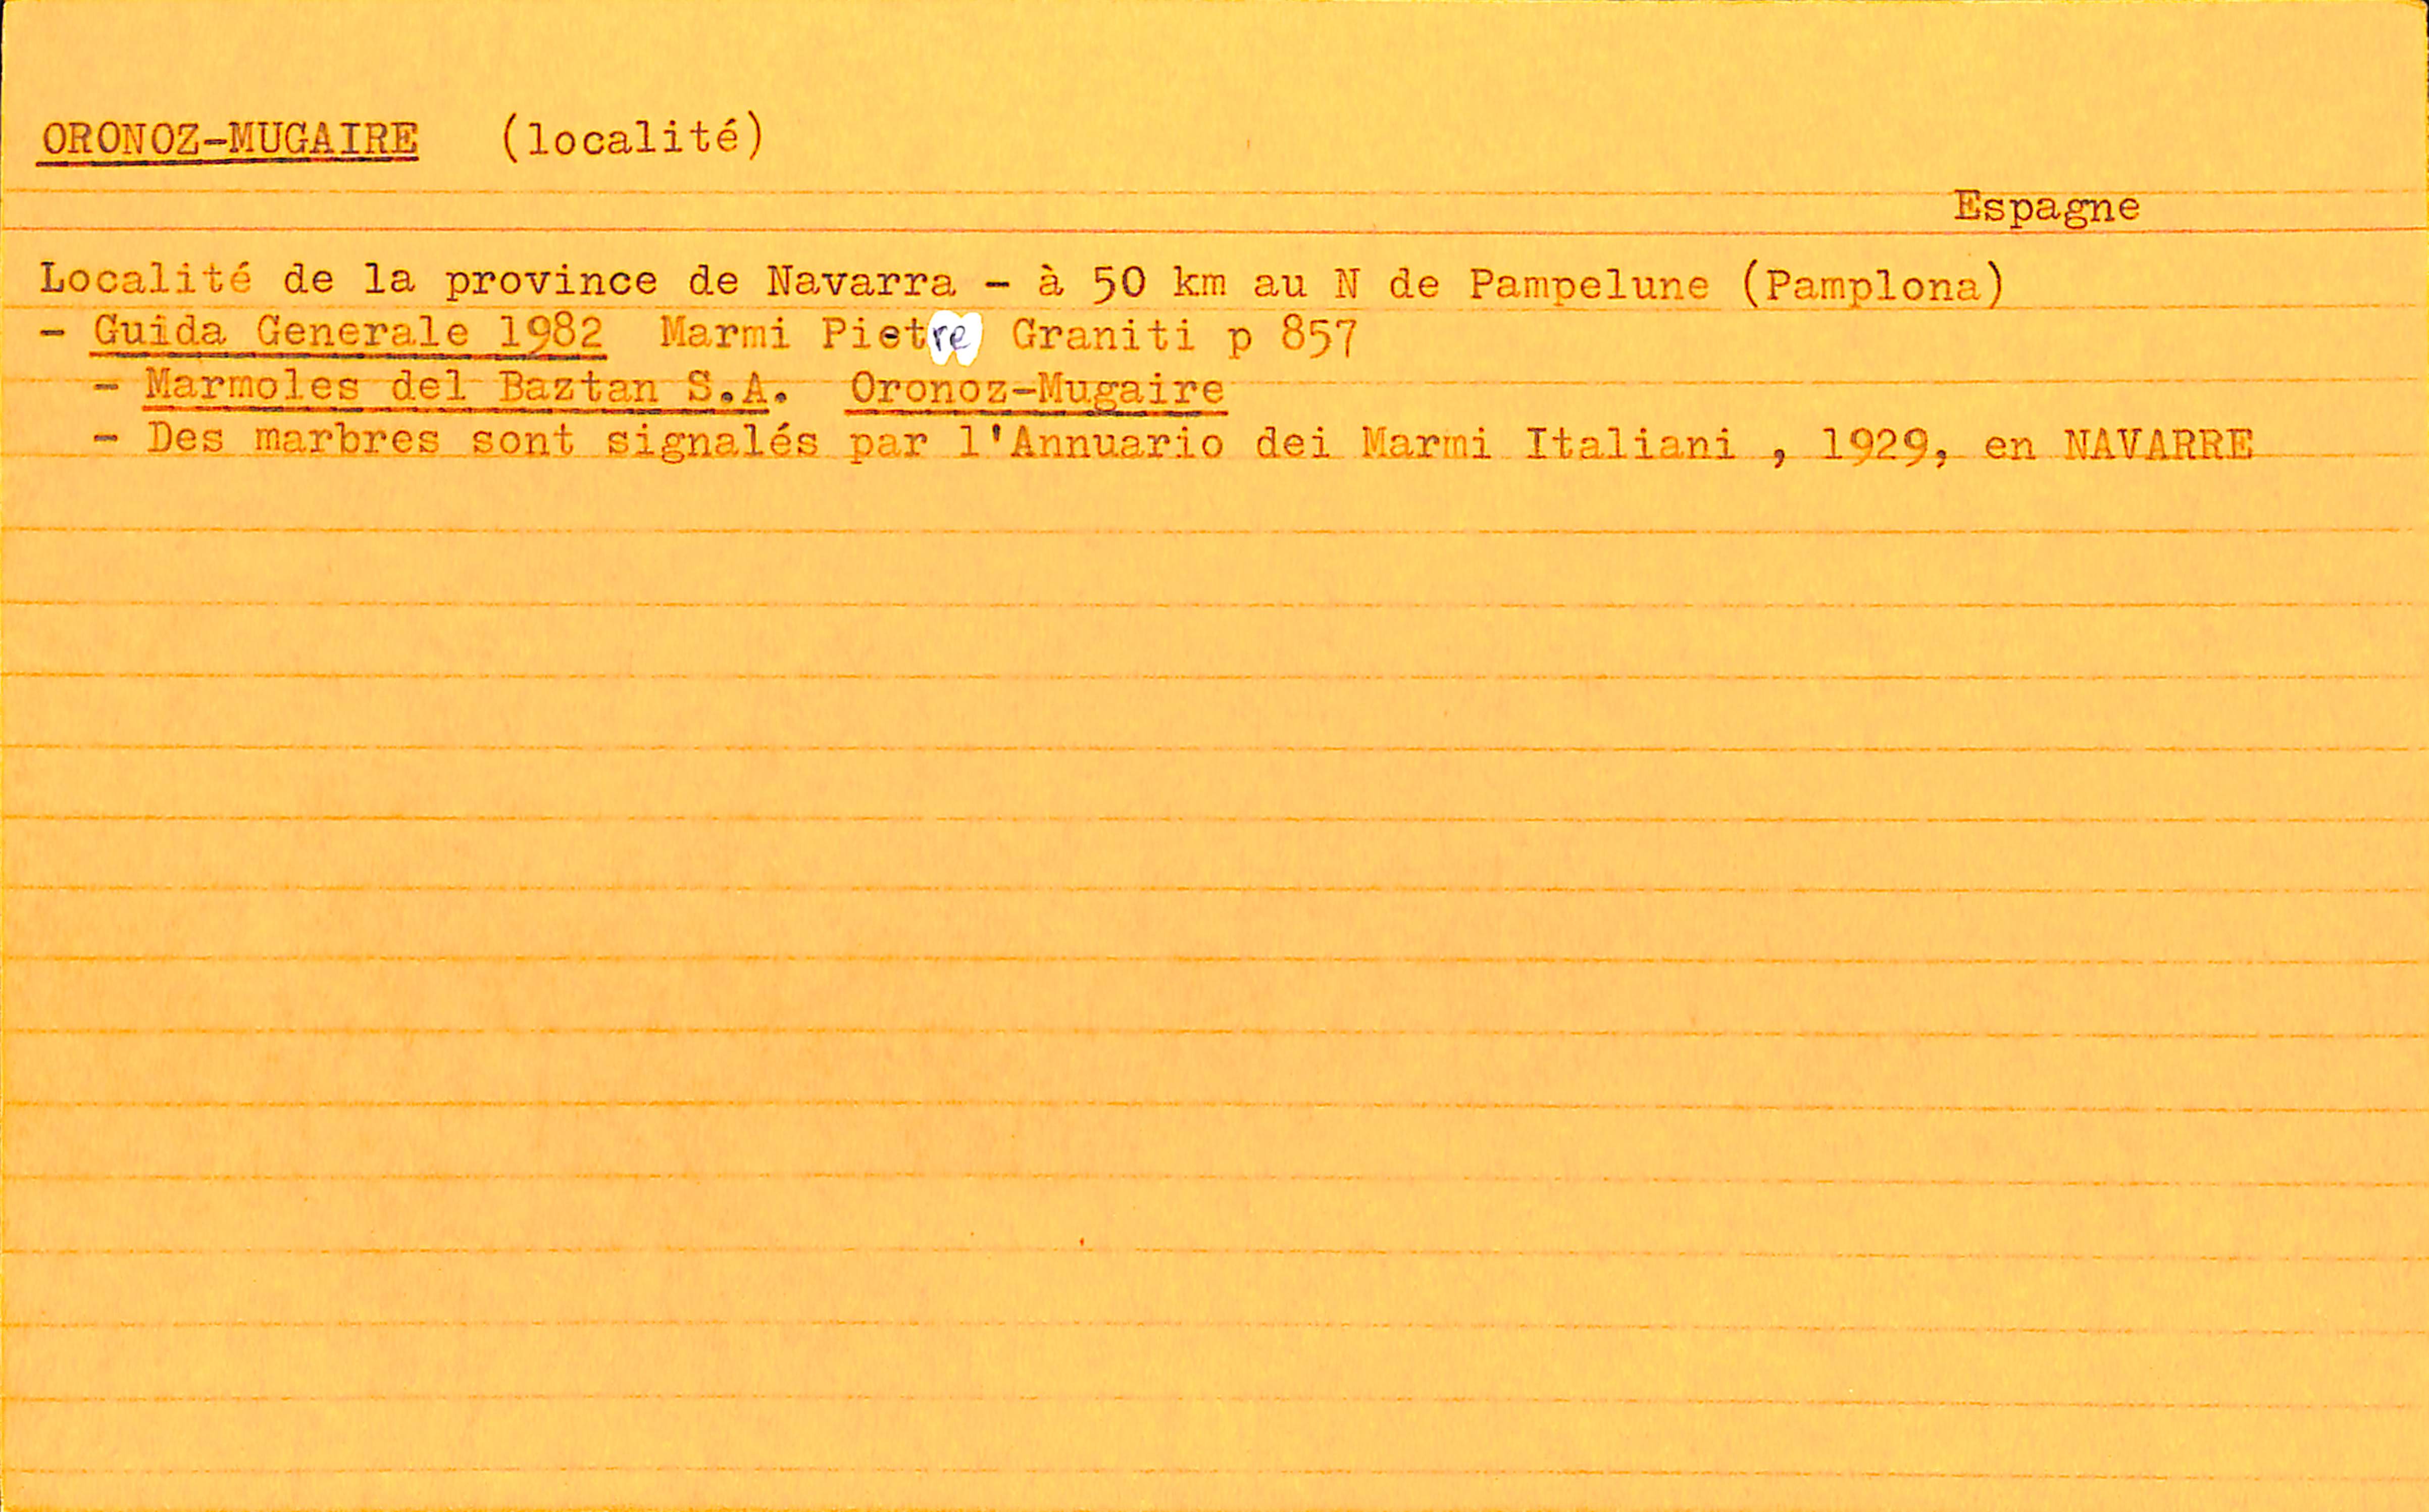 ORONOZ-MUGAIRE (localité)
Espagne
Localité de la province de Navarra - à 50 km au N de Pampelune (Pamplona)
- Guida Generale 1982 Marmi Pietre Graniti p 857
- Marmoles del Baztan S.A. Oronoz-Mugaire
- Des marbres sont signalés par l'Annuario dei Marmi Italiani , 1929, en NAVARRE